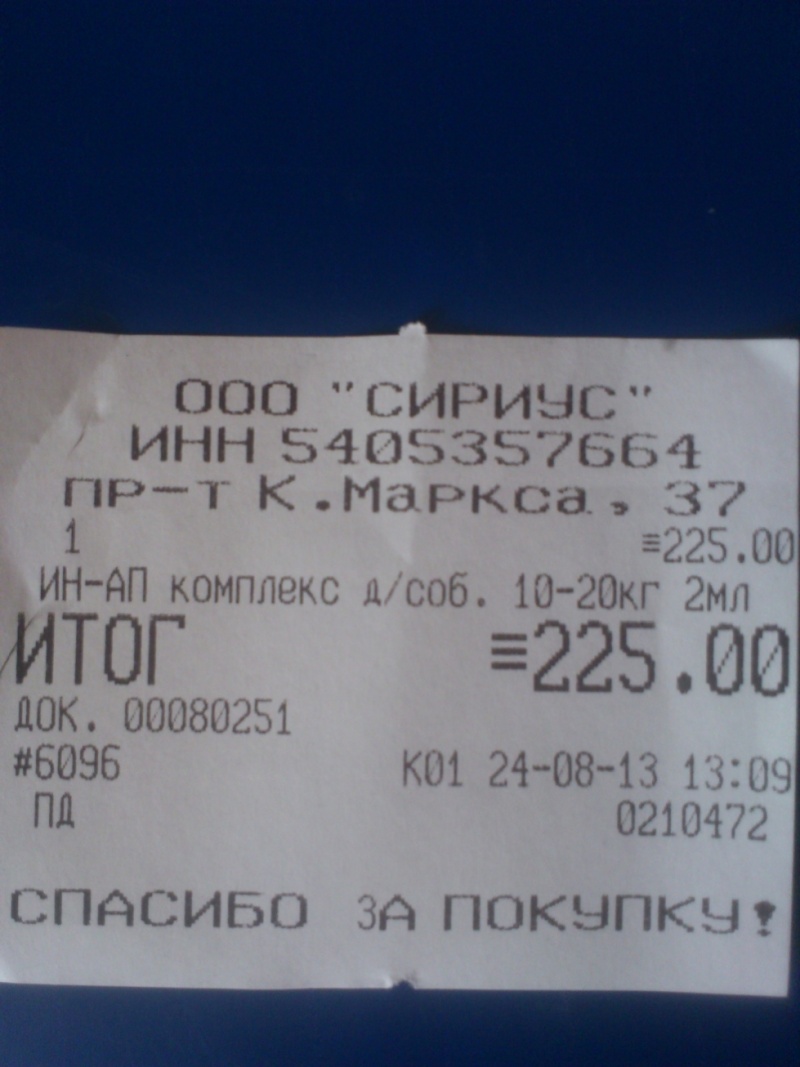 ООО "СИРИУС"
ИНН 5405357664
пр-т К.Маркса, 37
1 ≡225.00
ИН-АП комплекс д/соб. 10-20кг 2мл
ИТОГ ≡225.00
ДОК. 00080251
#6096 К01 24-08-13 13:09
ПД 0210472
СПАСИБО ЗА ПОКУПКУ!